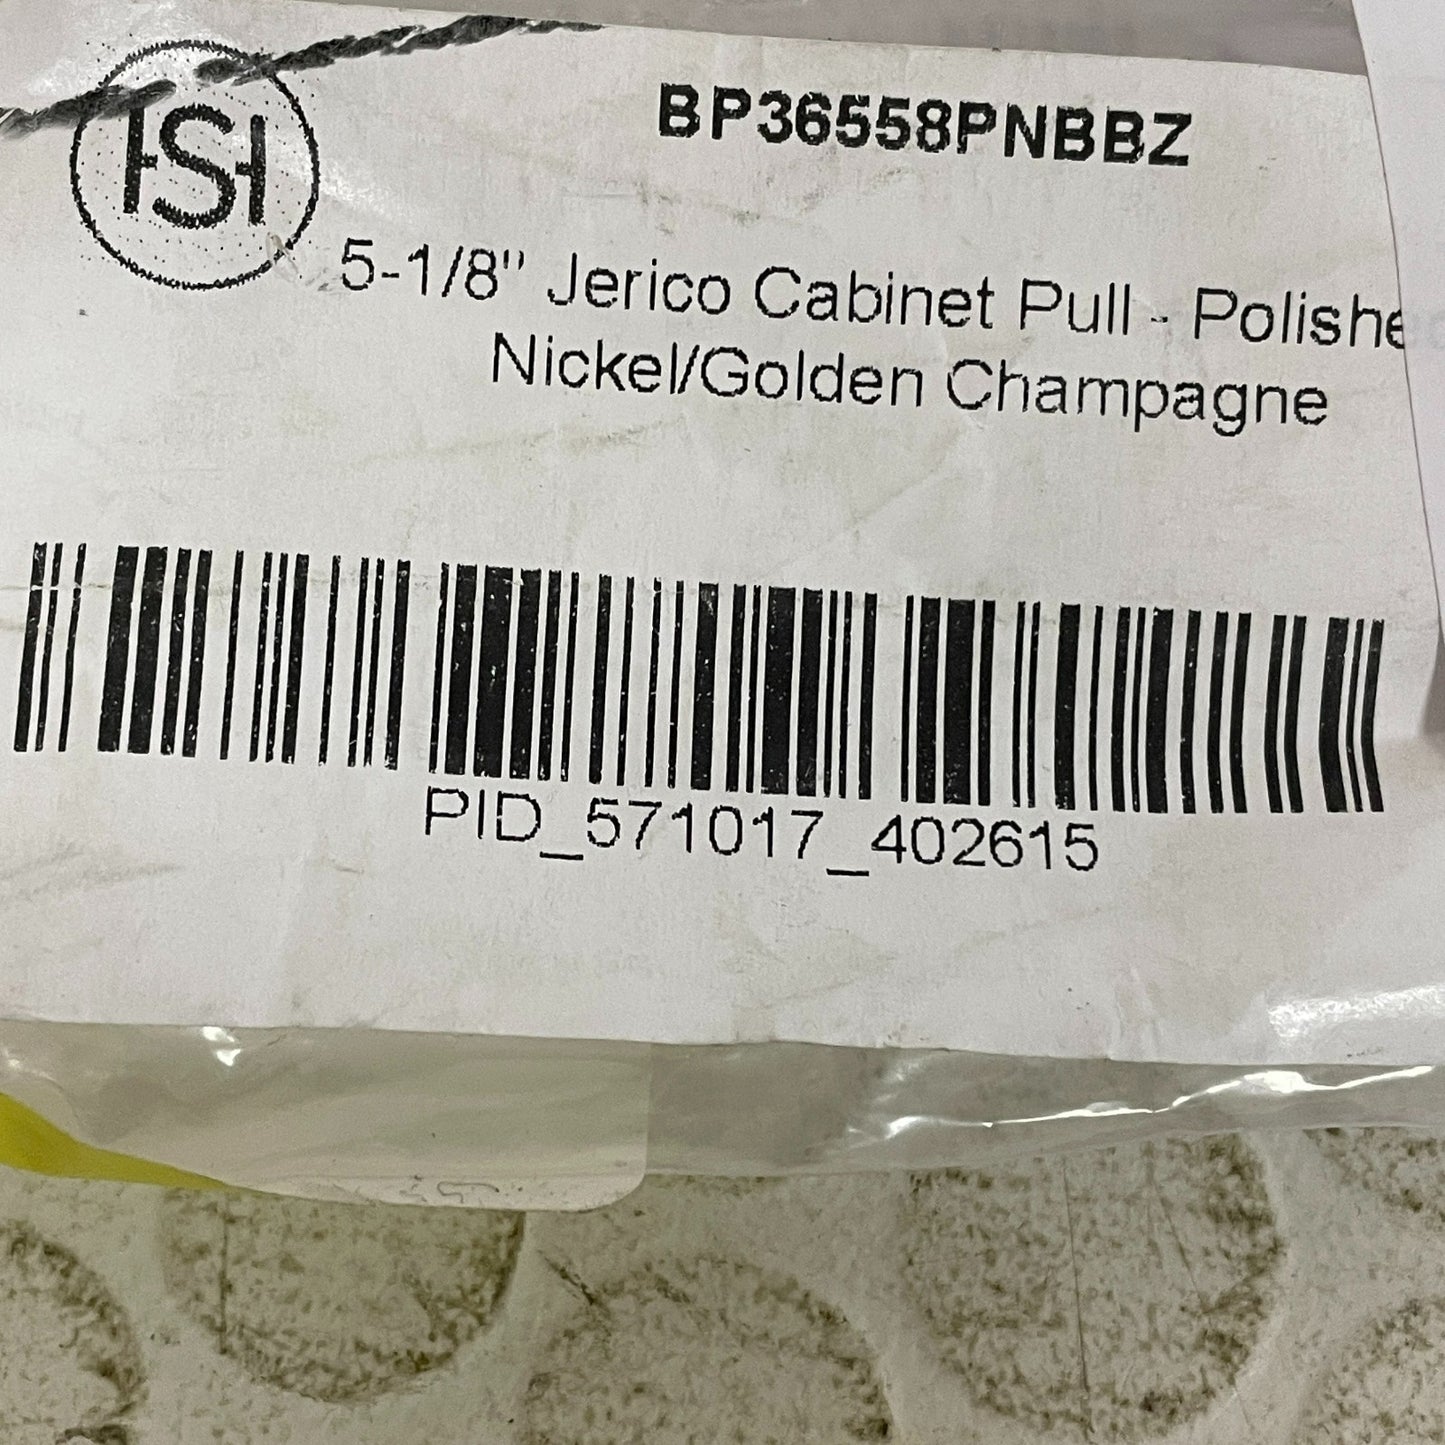 HSH
BP36558PNBBZ
5-1/8" Jerico Cabinet Pull - Polishe
Nickel/Golden Champagne
PID_571017_402615